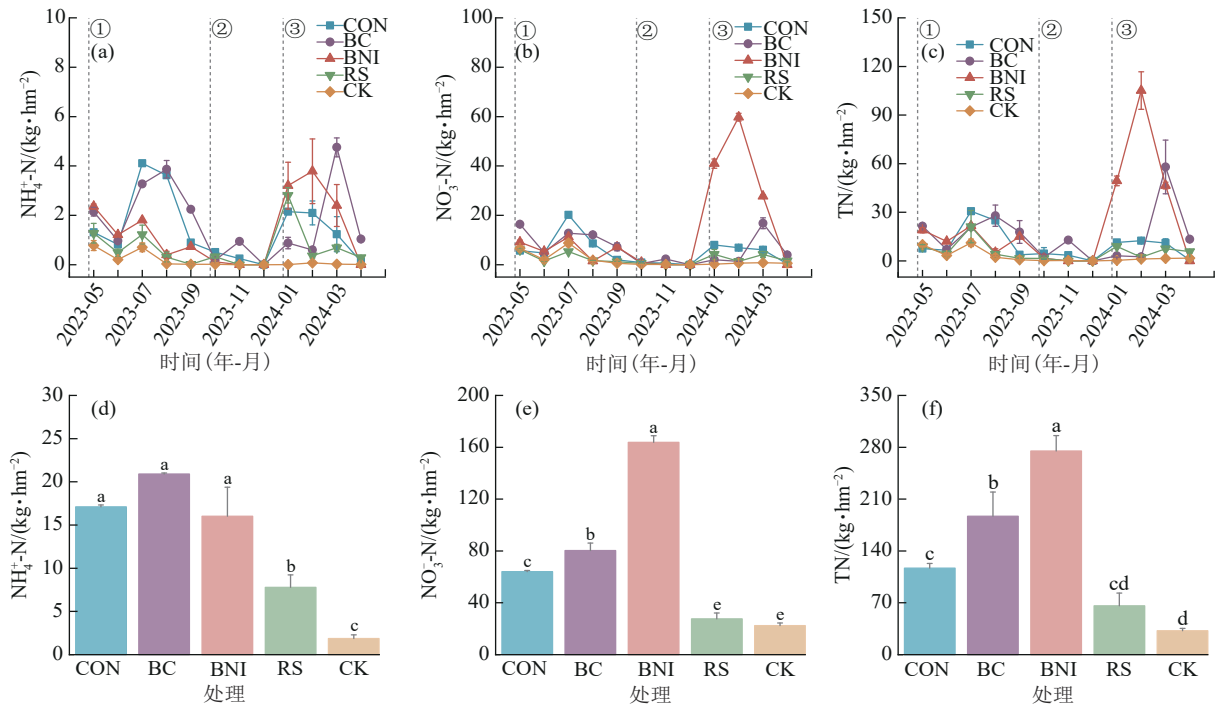 ①
②
③
(a)
CON
BC
BNI
RS
CK
NH₄⁺-N/(kg·hm⁻²)
10
8
6
4
2
0
2023-05
2023-07
2023-09
2023-11
2024-01
2024-03
时间(年-月)
①
②
③
(b)
CON
BC
BNI
RS
CK
NO₃⁻-N/(kg·hm⁻²)
100
80
60
40
20
0
2023-05
2023-07
2023-09
2023-11
2024-01
2024-03
时间(年-月)
①
②
③
(c)
CON
BC
BNI
RS
CK
TN/(kg·hm⁻²)
150
120
90
60
30
0
2023-05
2023-07
2023-09
2023-11
2024-01
2024-03
时间(年-月)
(d)
NH₄⁺-N/(kg·hm⁻²)
30
25
20
15
10
5
0
a
a
a
b
c
CON
BC
BNI
RS
CK
处理
(e)
NO₃⁻-N/(kg·hm⁻²)
200
160
120
80
40
0
c
b
a
e
e
CON
BC
BNI
RS
CK
处理
(f)
TN/(kg·hm⁻²)
350
280
210
140
70
0
c
b
a
cd
d
CON
BC
BNI
RS
CK
处理